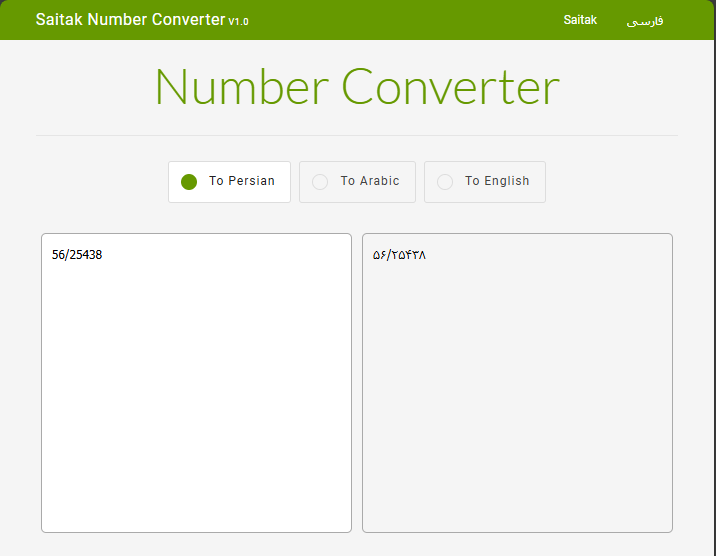 Saitak Number Converter V1.0
Saitak
فارسی
Number Converter
To Persian
To Arabic
To English
56/25438
۵۶/۲۵۴۳۸